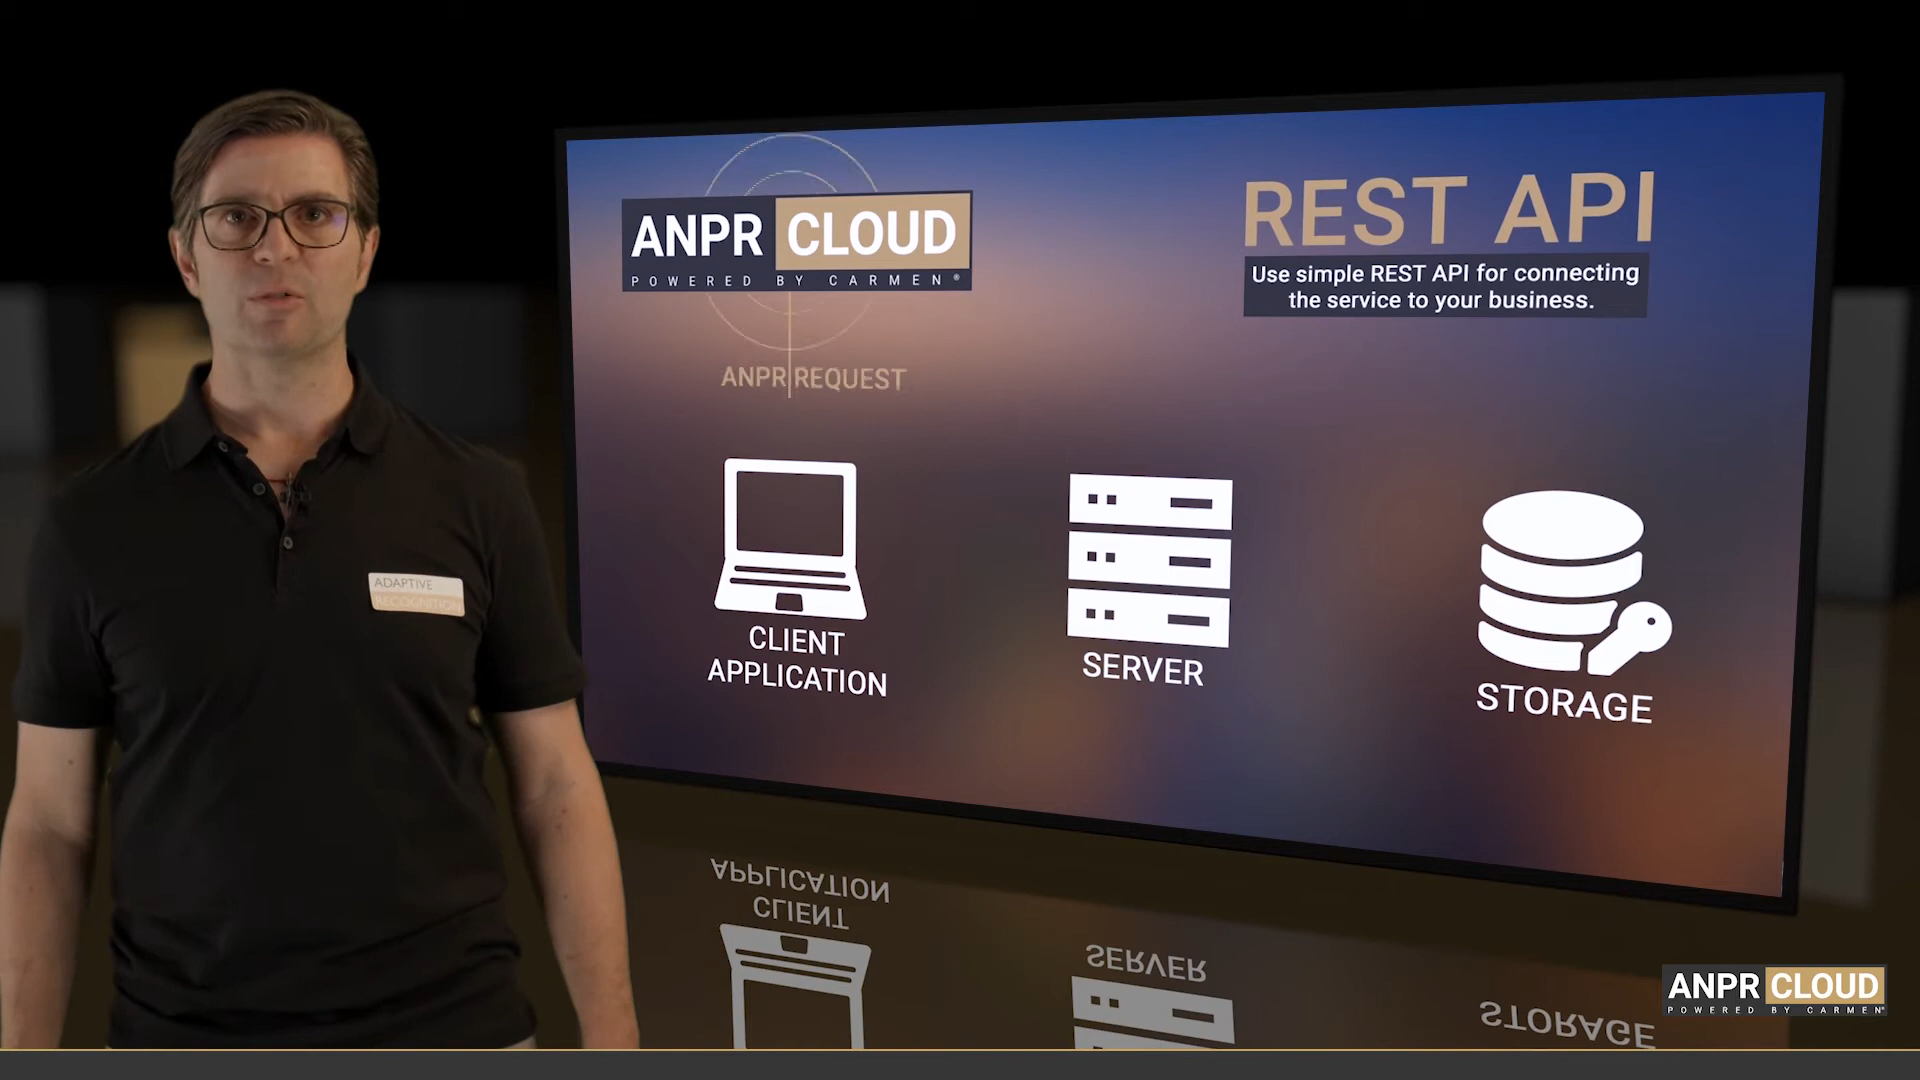 ANPR CLOUD
POWERED BY CARMEN®
REST API
Use simple REST API for connecting
the service to your business.
ANPR REQUEST
ADAPTIVE
RECOGNITION
CLIENT
APPLICATION
SERVER
STORAGE
APPLICATION
CLIENT
SERVER
STORAGE
ANPR CLOUD
POWERED BY CARMEN®